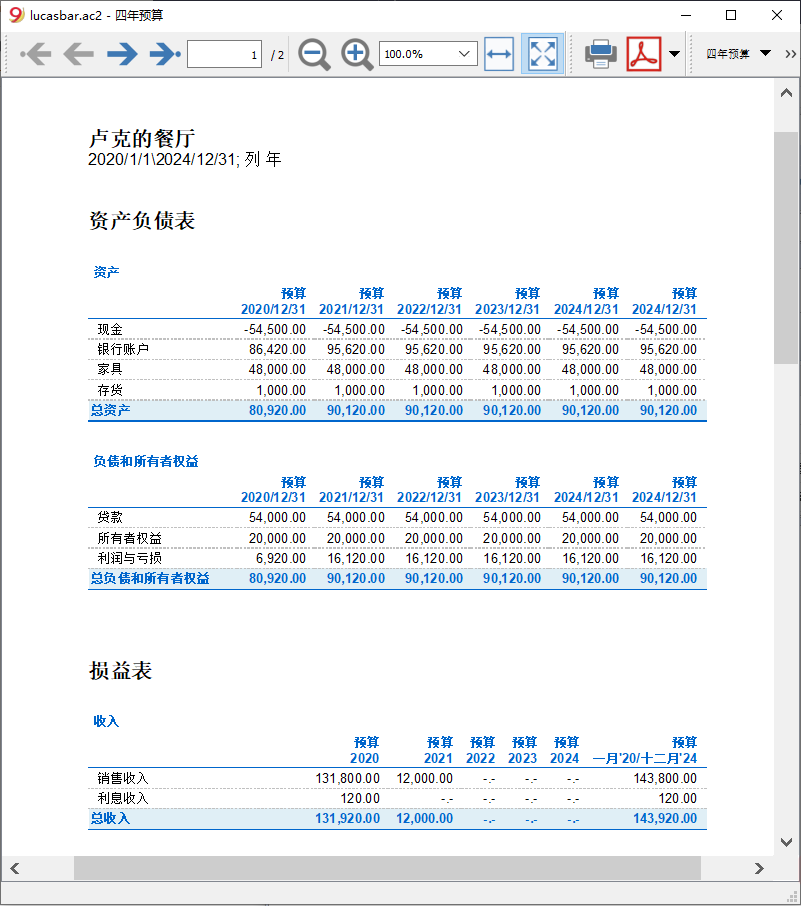 lucasbar.ac2 - 四年预算
1 / 2 100.0% 四年预算
卢克的餐厅
2020/1/1\2024/12/31; 列 年
资产负债表
资产
预算 预算 预算 预算 预算 预算
2020/12/31 2021/12/31 2022/12/31 2023/12/31 2024/12/31 2024/12/31
现金 -54,500.00 -54,500.00 -54,500.00 -54,500.00 -54,500.00 -54,500.00
银行账户 86,420.00 95,620.00 95,620.00 95,620.00 95,620.00 95,620.00
家具 48,000.00 48,000.00 48,000.00 48,000.00 48,000.00 48,000.00
存货 1,000.00 1,000.00 1,000.00 1,000.00 1,000.00 1,000.00
总资产 80,920.00 90,120.00 90,120.00 90,120.00 90,120.00 90,120.00
负债和所有者权益
预算 预算 预算 预算 预算 预算
2020/12/31 2021/12/31 2022/12/31 2023/12/31 2024/12/31 2024/12/31
贷款 54,000.00 54,000.00 54,000.00 54,000.00 54,000.00 54,000.00
所有者权益 20,000.00 20,000.00 20,000.00 20,000.00 20,000.00 20,000.00
利润与亏损 6,920.00 16,120.00 16,120.00 16,120.00 16,120.00 16,120.00
总负债和所有者权益 80,920.00 90,120.00 90,120.00 90,120.00 90,120.00 90,120.00
损益表
收入
预算 预算 预算 预算 预算 预算
2020 2021 2022 2023 2024 一月'20/十二月'24
销售收入 131,800.00 12,000.00 -.- -.- -.- 143,800.00
利息收入 120.00 -.- -.- -.- -.- 120.00
总收入 131,920.00 12,000.00 -.- -.- -.- 143,920.00